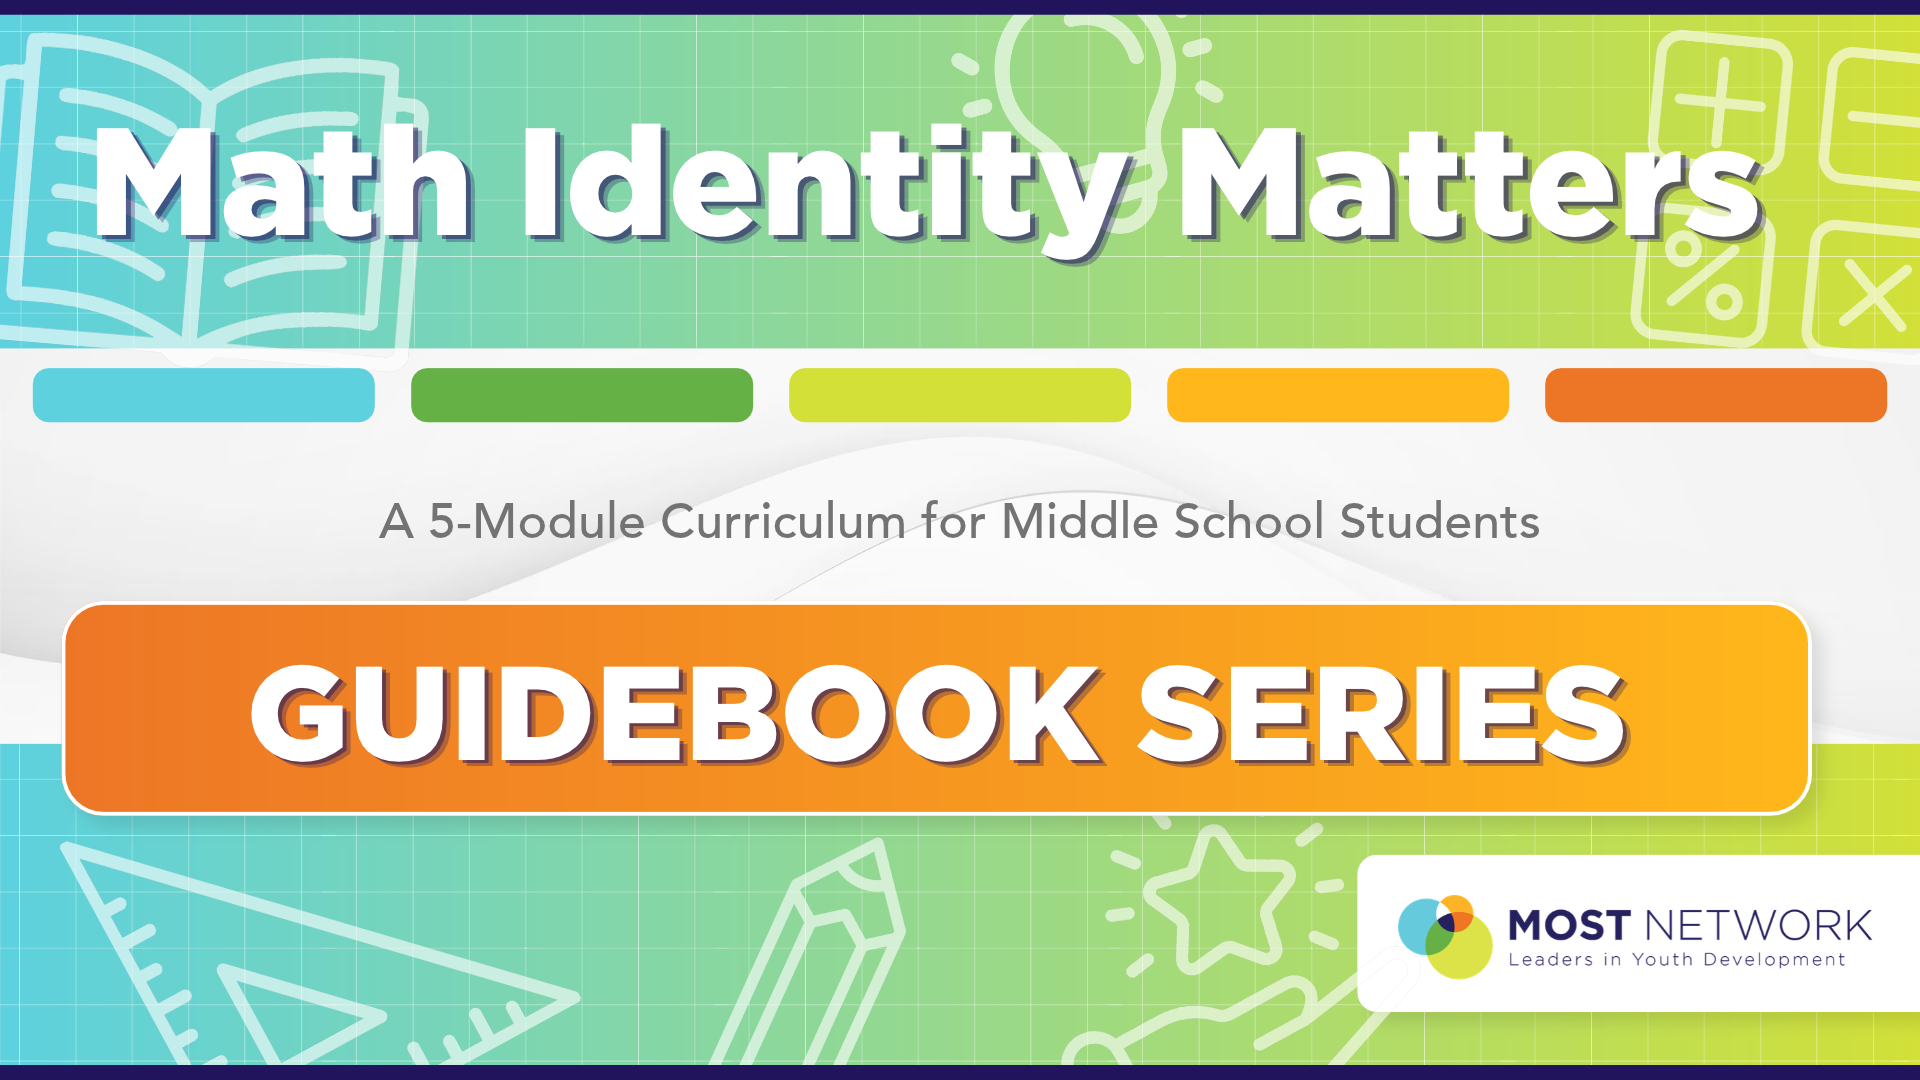 Math Identity Matters
A 5-Module Curriculum for Middle School Students
GUIDEBOOK SERIES
MOST NETWORK
Leaders in Youth Development